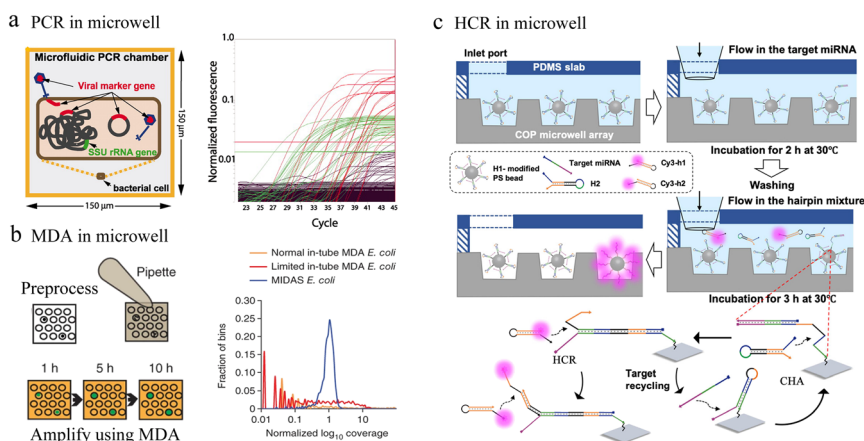 a PCR in microwell
Microfluidic PCR chamber
Viral marker gene
SSU rRNA gene
bacterial cell
150 µm
150 µm
Normalized fluorescence
1.0
0.1
0.01
0.001
23 25 27 29 31 33 35 37 39 41 43 45
Cycle
b MDA in microwell
Preprocess
Pipette
1 h 5 h 10 h
Amplify using MDA
Normal in-tube MDA E. coli
Limited in-tube MDA E. coli
MIDAS E. coli
Fraction of bins
0.30
0.25
0.20
0.15
0.10
0.05
0
0.01 0.1 1 10
Normalized log10 coverage
c HCR in microwell
Inlet port
PDMS slab
COP microwell array
Flow in the target miRNA
Incubation for 2 h at 30℃
Washing
H1- modified
PS bead
Target miRNA
H2
Cy3-h1
Cy3-h2
Flow in the hairpin mixture
Incubation for 3 h at 30℃
HCR
Target
recycling
CHA